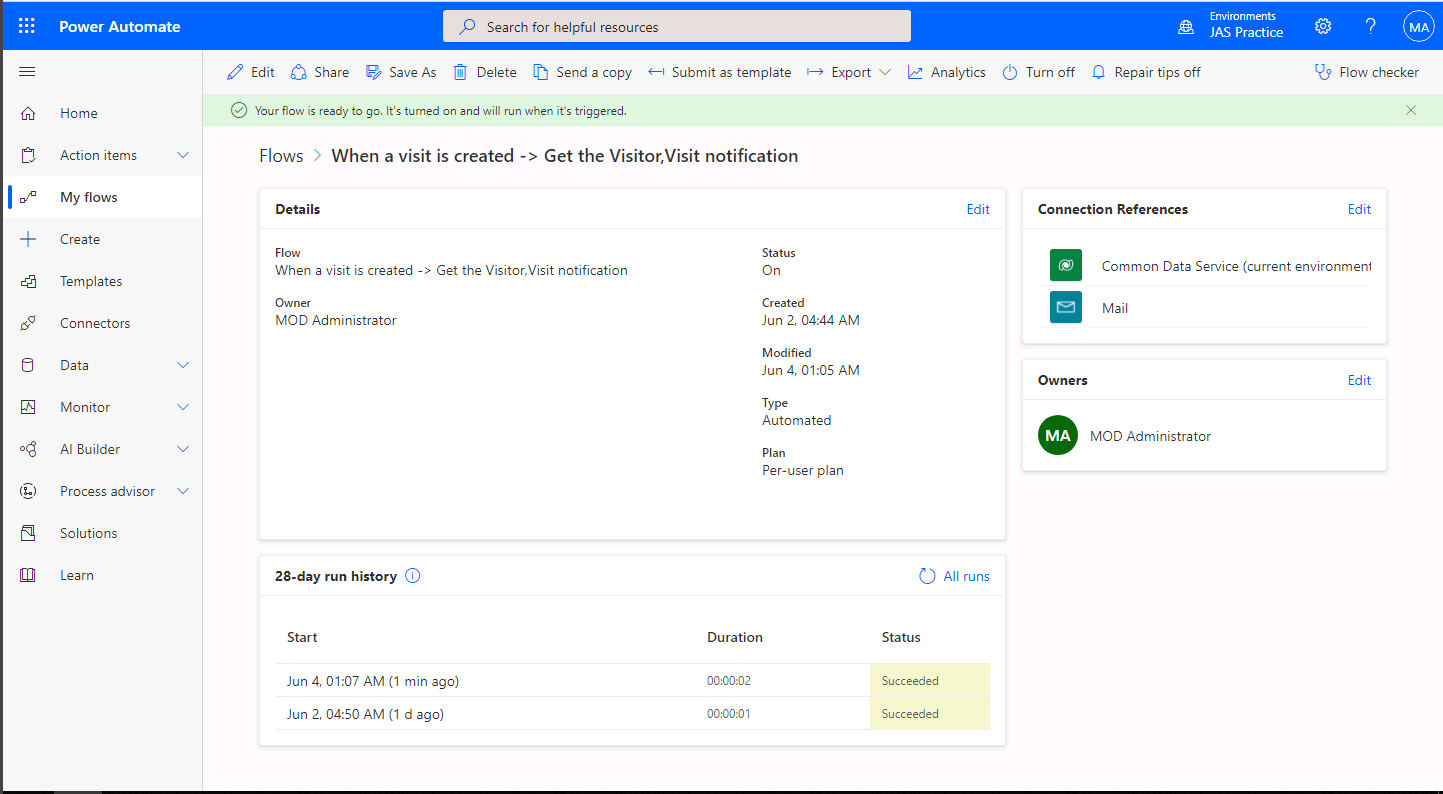 Power Automate
Search for helpful resources
Environments
JAS Practice
?
MA
Edit
Share
Save As
Delete
Send a copy
Submit as template
Export
Analytics
Turn off
Repair tips off
Flow checker
Home
Action items
My flows
Create
Templates
Connectors
Data
Monitor
AI Builder
Process advisor
Solutions
Learn
Your flow is ready to go. It's turned on and will run when it's triggered.
Flows > When a visit is created -> Get the Visitor,Visit notification
Details
Edit
Flow
When a visit is created -> Get the Visitor,Visit notification
Owner
MOD Administrator
Status
On
Created
Jun 2, 04:44 AM
Modified
Jun 4, 01:05 AM
Type
Automated
Plan
Per-user plan
Connection References
Edit
Common Data Service (current environment
Mail
Owners
Edit
MA
MOD Administrator
28-day run history
All runs
Start Duration Status
Jun 4, 01:07 AM (1 min ago) 00:00:02 Succeeded
Jun 2, 04:50 AM (1 d ago) 00:00:01 Succeeded